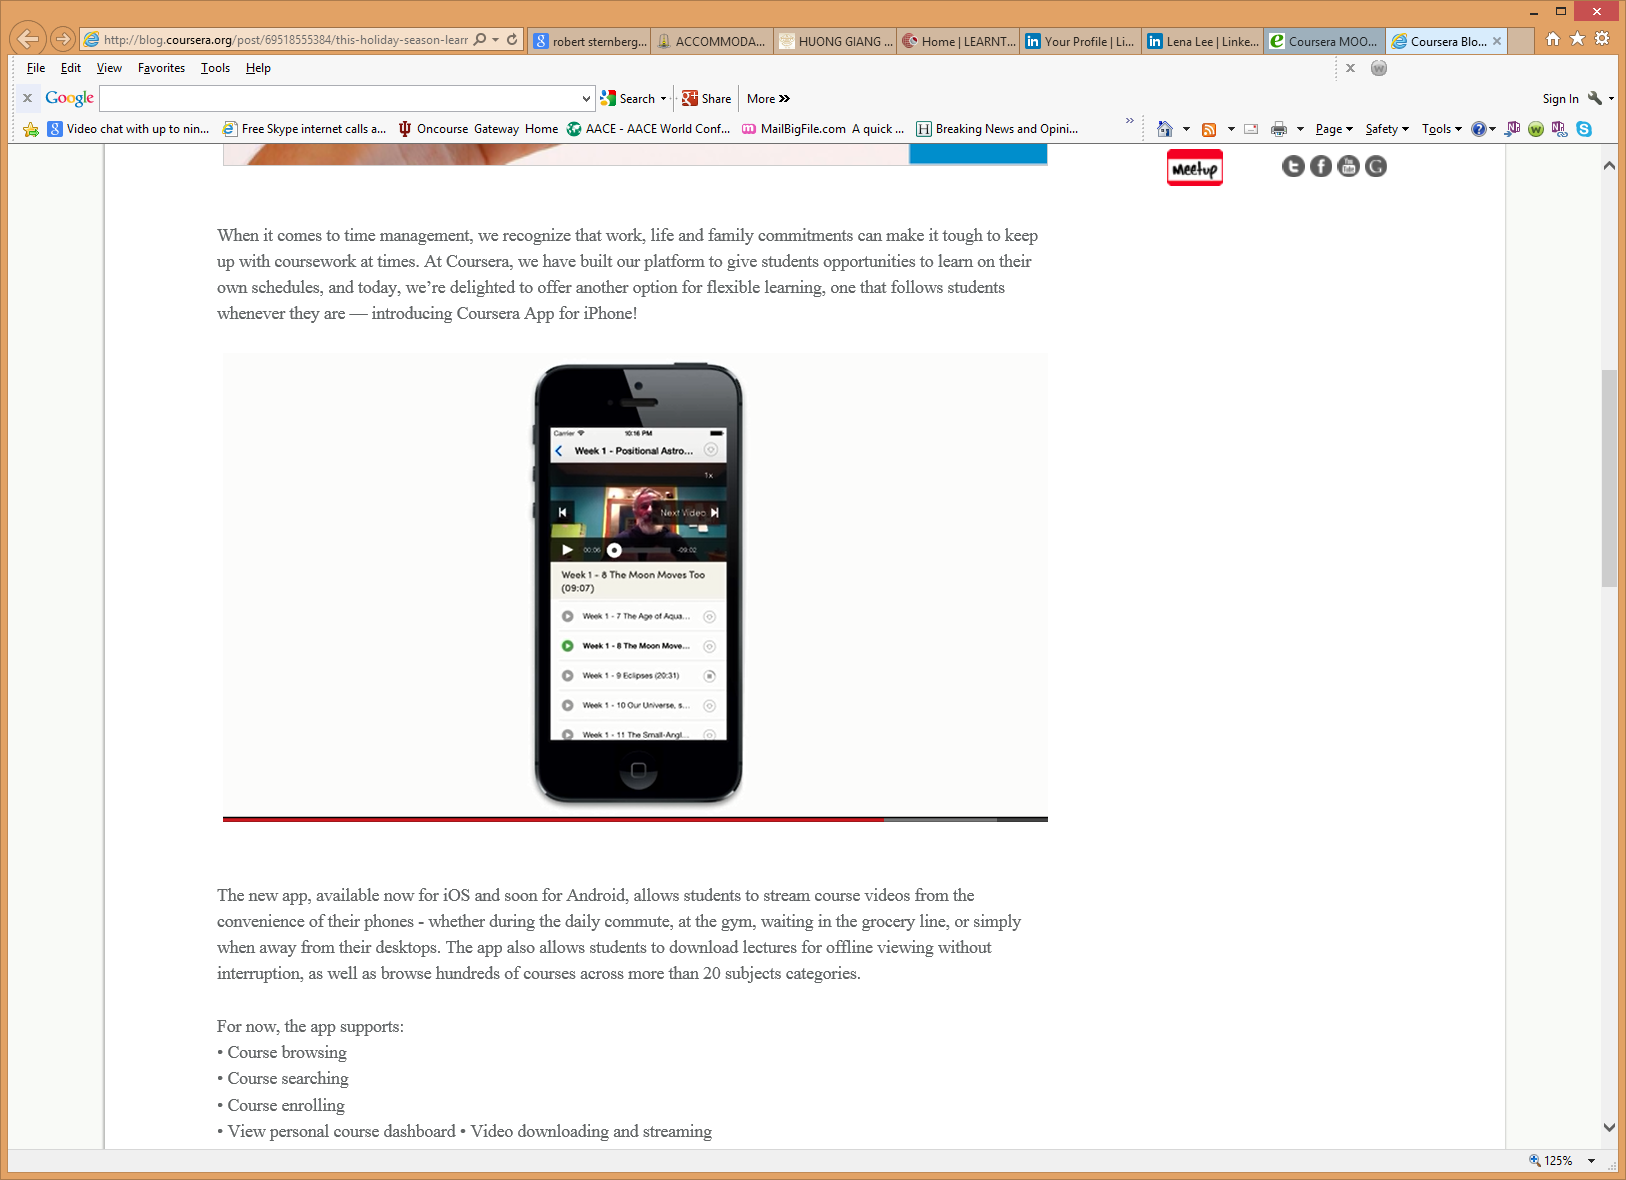 http://blog.coursera.org/post/69518555384/this-holiday-season-learn
robert sternberg...
ACCOMMODA...
HUONG GIANG ...
Home | LEARNT...
Your Profile | Li...
Lena Lee | Linke...
Coursera MOO...
Coursera Blo...
File Edit View Favorites Tools Help
Google
Search
Share
More »
Sign In
Video chat with up to nin...
Free Skype internet calls a...
Oncourse Gateway Home
AACE - AACE World Conf...
MailBigFile.com A quick ...
Breaking News and Opini...
Page Safety Tools
Meetup
When it comes to time management, we recognize that work, life and family commitments can make it tough to keep
up with coursework at times. At Coursera, we have built our platform to give students opportunities to learn on their
own schedules, and today, we’re delighted to offer another option for flexible learning, one that follows students
whenever they are — introducing Coursera App for iPhone!
Carrier 10:16 PM
Week 1 - Positional Astro...
1x
Next Video
00:06 -09:02
Week 1 - 8 The Moon Moves Too
(09:07)
Week 1 - 7 The Age of Aqua...
Week 1 - 8 The Moon Move...
Week 1 - 9 Eclipses (20:31)
Week 1 - 10 Our Universe, s...
Week 1 - 11 The Small-Angl...
The new app, available now for iOS and soon for Android, allows students to stream course videos from the
convenience of their phones - whether during the daily commute, at the gym, waiting in the grocery line, or simply
when away from their desktops. The app also allows students to download lectures for offline viewing without
interruption, as well as browse hundreds of courses across more than 20 subjects categories.
For now, the app supports:
• Course browsing
• Course searching
• Course enrolling
• View personal course dashboard • Video downloading and streaming
125%